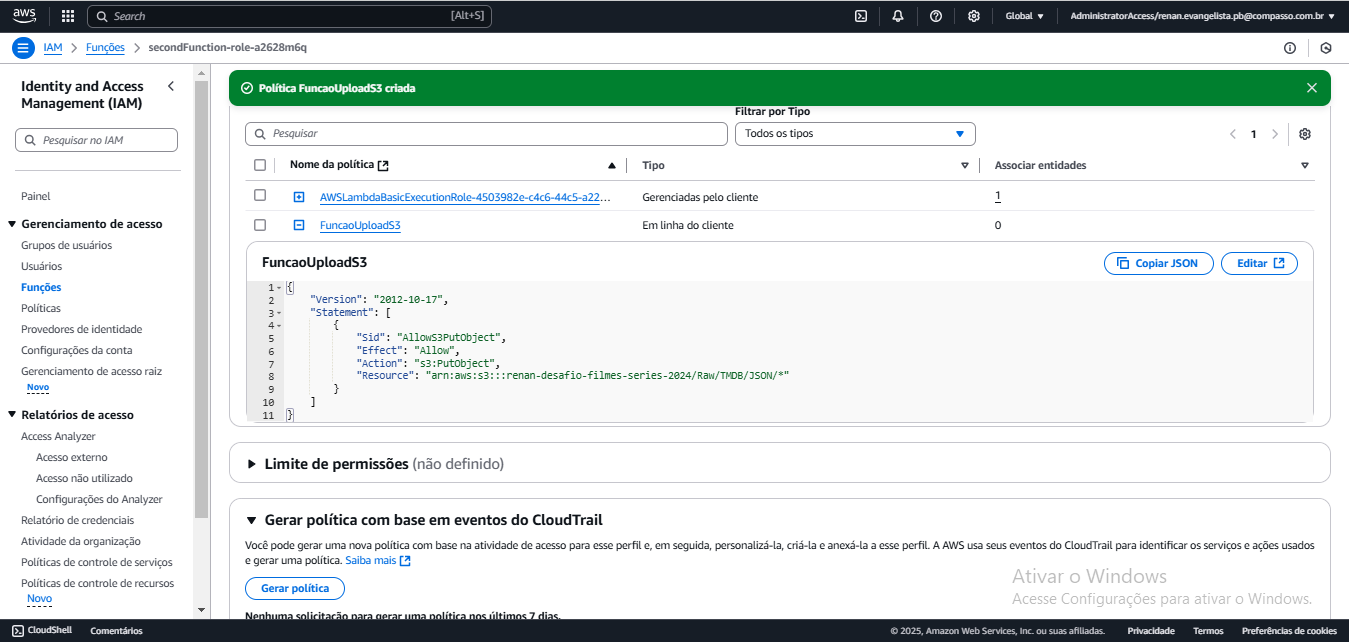 aws
Search [Alt+S] Global AdministratorAccess/renan.evangelista.pb@compasso.com.br
IAM > Funções > secondFunction-role-a2628m6q
Identity and Access Management (IAM)
Pesquisar no IAM
Painel
Gerenciamento de acesso
Grupos de usuários
Usuários
Funções
Políticas
Provedores de identidade
Configurações da conta
Gerenciamento de acesso raiz
Novo
Relatórios de acesso
Access Analyzer
Acesso externo
Acesso não utilizado
Configurações do Analyzer
Relatório de credenciais
Atividade da organização
Políticas de controle de serviços
Políticas de controle de recursos
Novo
Política FuncaoUploadS3 criada
Filtrar por Tipo
Pesquisar Todos os tipos 1
Nome da política Tipo Associar entidades
AWSLambdaBasicExecutionRole-4503982e-c4c6-44c5-a22... Gerenciadas pelo cliente 1
FuncaoUploadS3 Em linha do cliente 0
FuncaoUploadS3 Copiar JSON Editar
1 {
2 "Version": "2012-10-17",
3 "Statement": [
4 {
5 "Sid": "AllowS3PutObject",
6 "Effect": "Allow",
7 "Action": "s3:PutObject",
8 "Resource": "arn:aws:s3:::renan-desafio-filmes-series-2024/Raw/TMDB/JSON/*"
9 }
10 ]
11 }
Limite de permissões (não definido)
Gerar política com base em eventos do CloudTrail
Você pode gerar uma nova política com base na atividade de acesso para esse perfil e, em seguida, personalizá-la, criá-la e anexá-la a esse perfil. A AWS usa seus eventos do CloudTrail para identificar os serviços e ações usados
e gerar uma política. Saiba mais
Gerar política
Nenhuma solicitação para gerar uma política nos últimos 7 dias.
Ativar o Windows
Acesse Configurações para ativar o Windows.
CloudShell Comentários © 2025, Amazon Web Services, Inc. ou suas afiliadas. Privacidade Termos Preferências de cookies